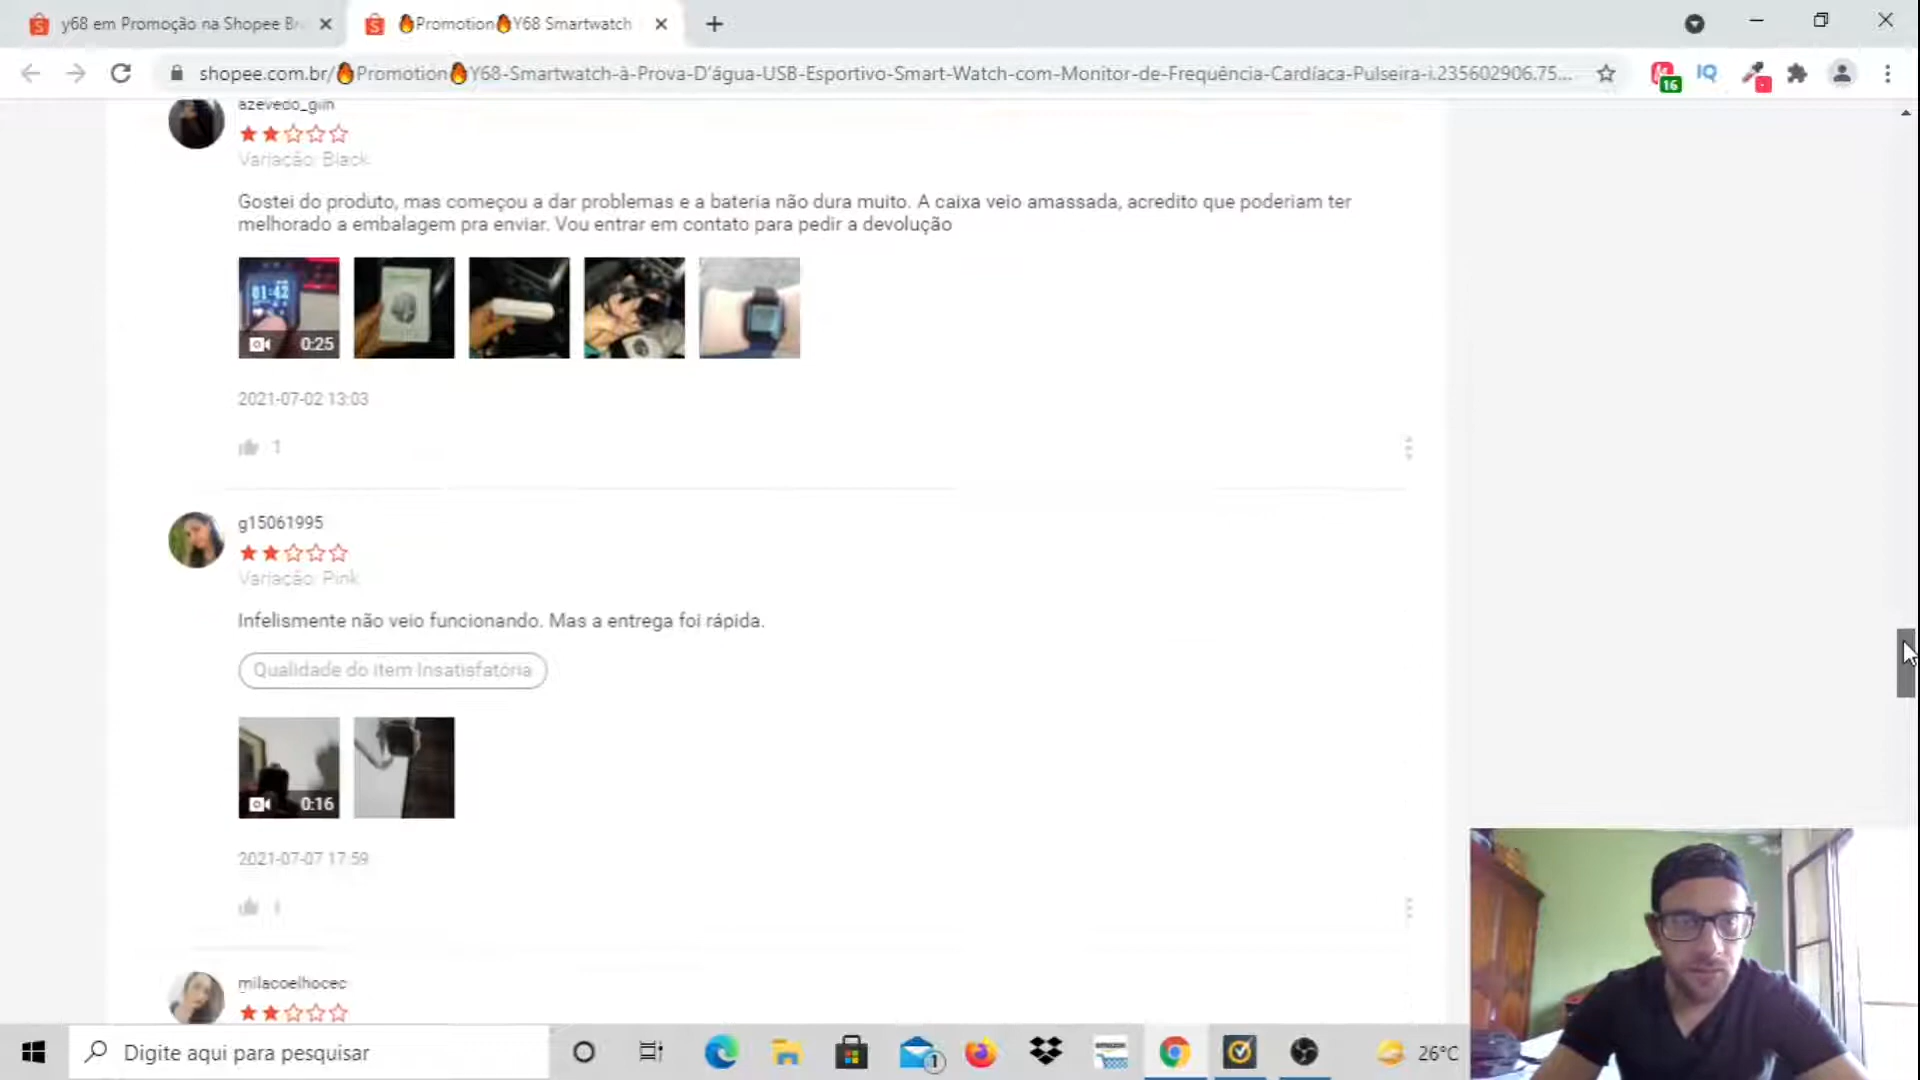 y68 em Promoção na Shopee Br
🔥Promotion🔥Y68 Smartwatch
shopee.com.br/🔥Promotion🔥Y68-Smartwatch-à-Prova-D'água-USB-Esportivo-Smart-Watch-com-Monitor-de-Frequência-Cardíaca-Pulseira-i.235602906.75...
16
IQ
Variação: Black
Gostei do produto, mas começou a dar problemas e a bateria não dura muito. A caixa veio amassada, acredito que poderiam ter
melhorado a embalagem pra enviar. Vou entrar em contato para pedir a devolução
01:42
0:25
2021-07-02 13:03
1
g15061995
Variação: Pink
Infelismente não veio funcionando. Mas a entrega foi rápida.
Qualidade do item Insatisfatória
0:16
2021-07-07 17:59
milacoelhocec
Digite aqui para pesquisar
1
26°C